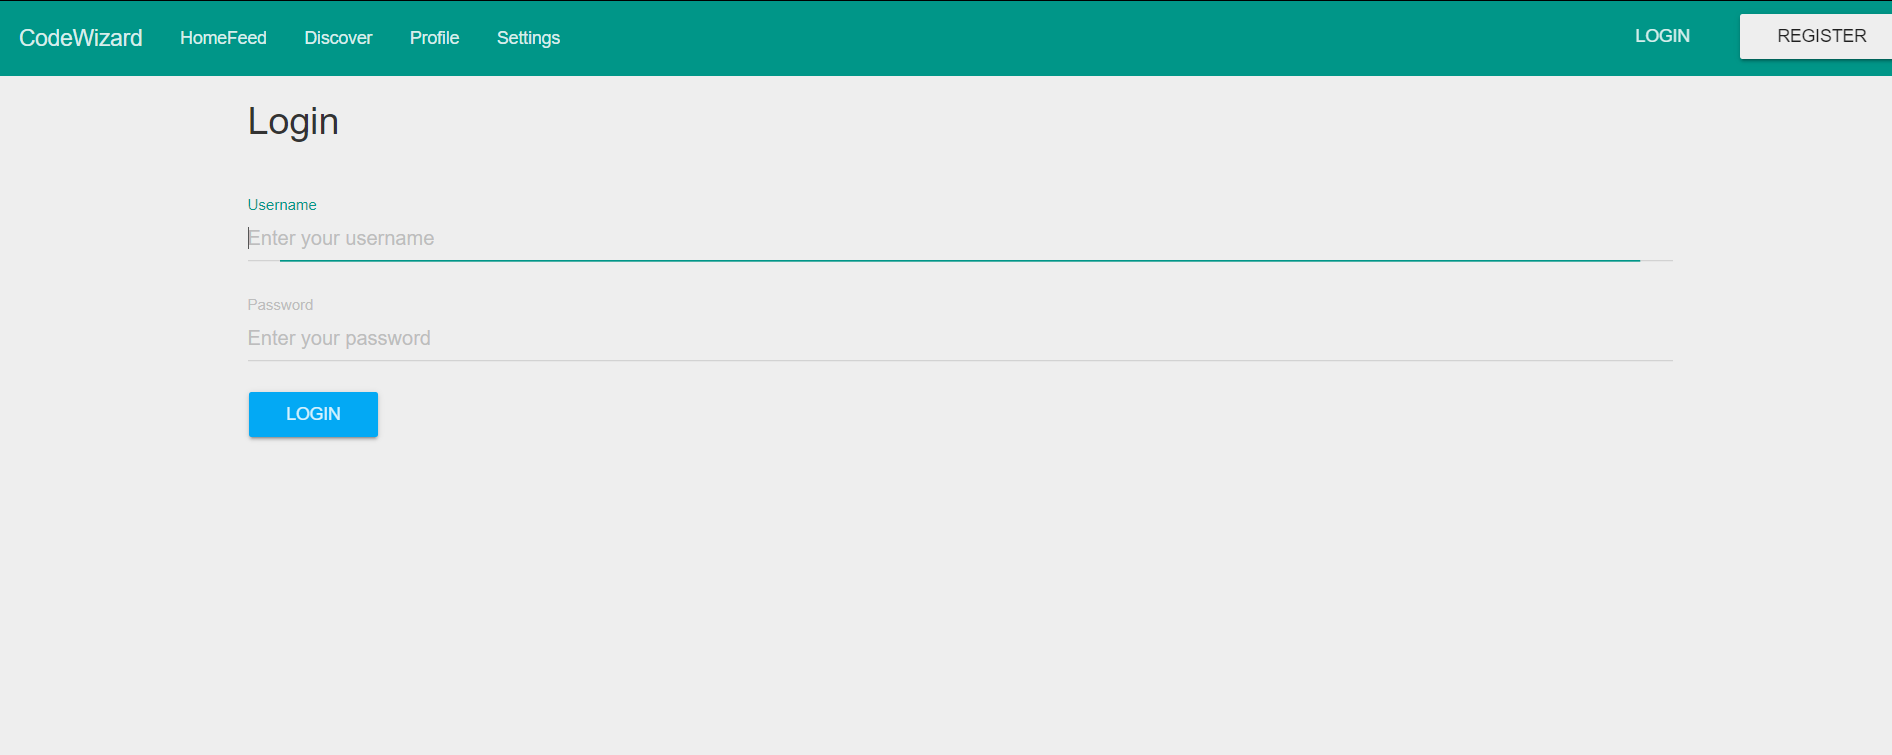 CodeWizard HomeFeed Discover Profile Settings LOGIN REGISTER
Login
Username
Enter your username
Password
Enter your password
LOGIN